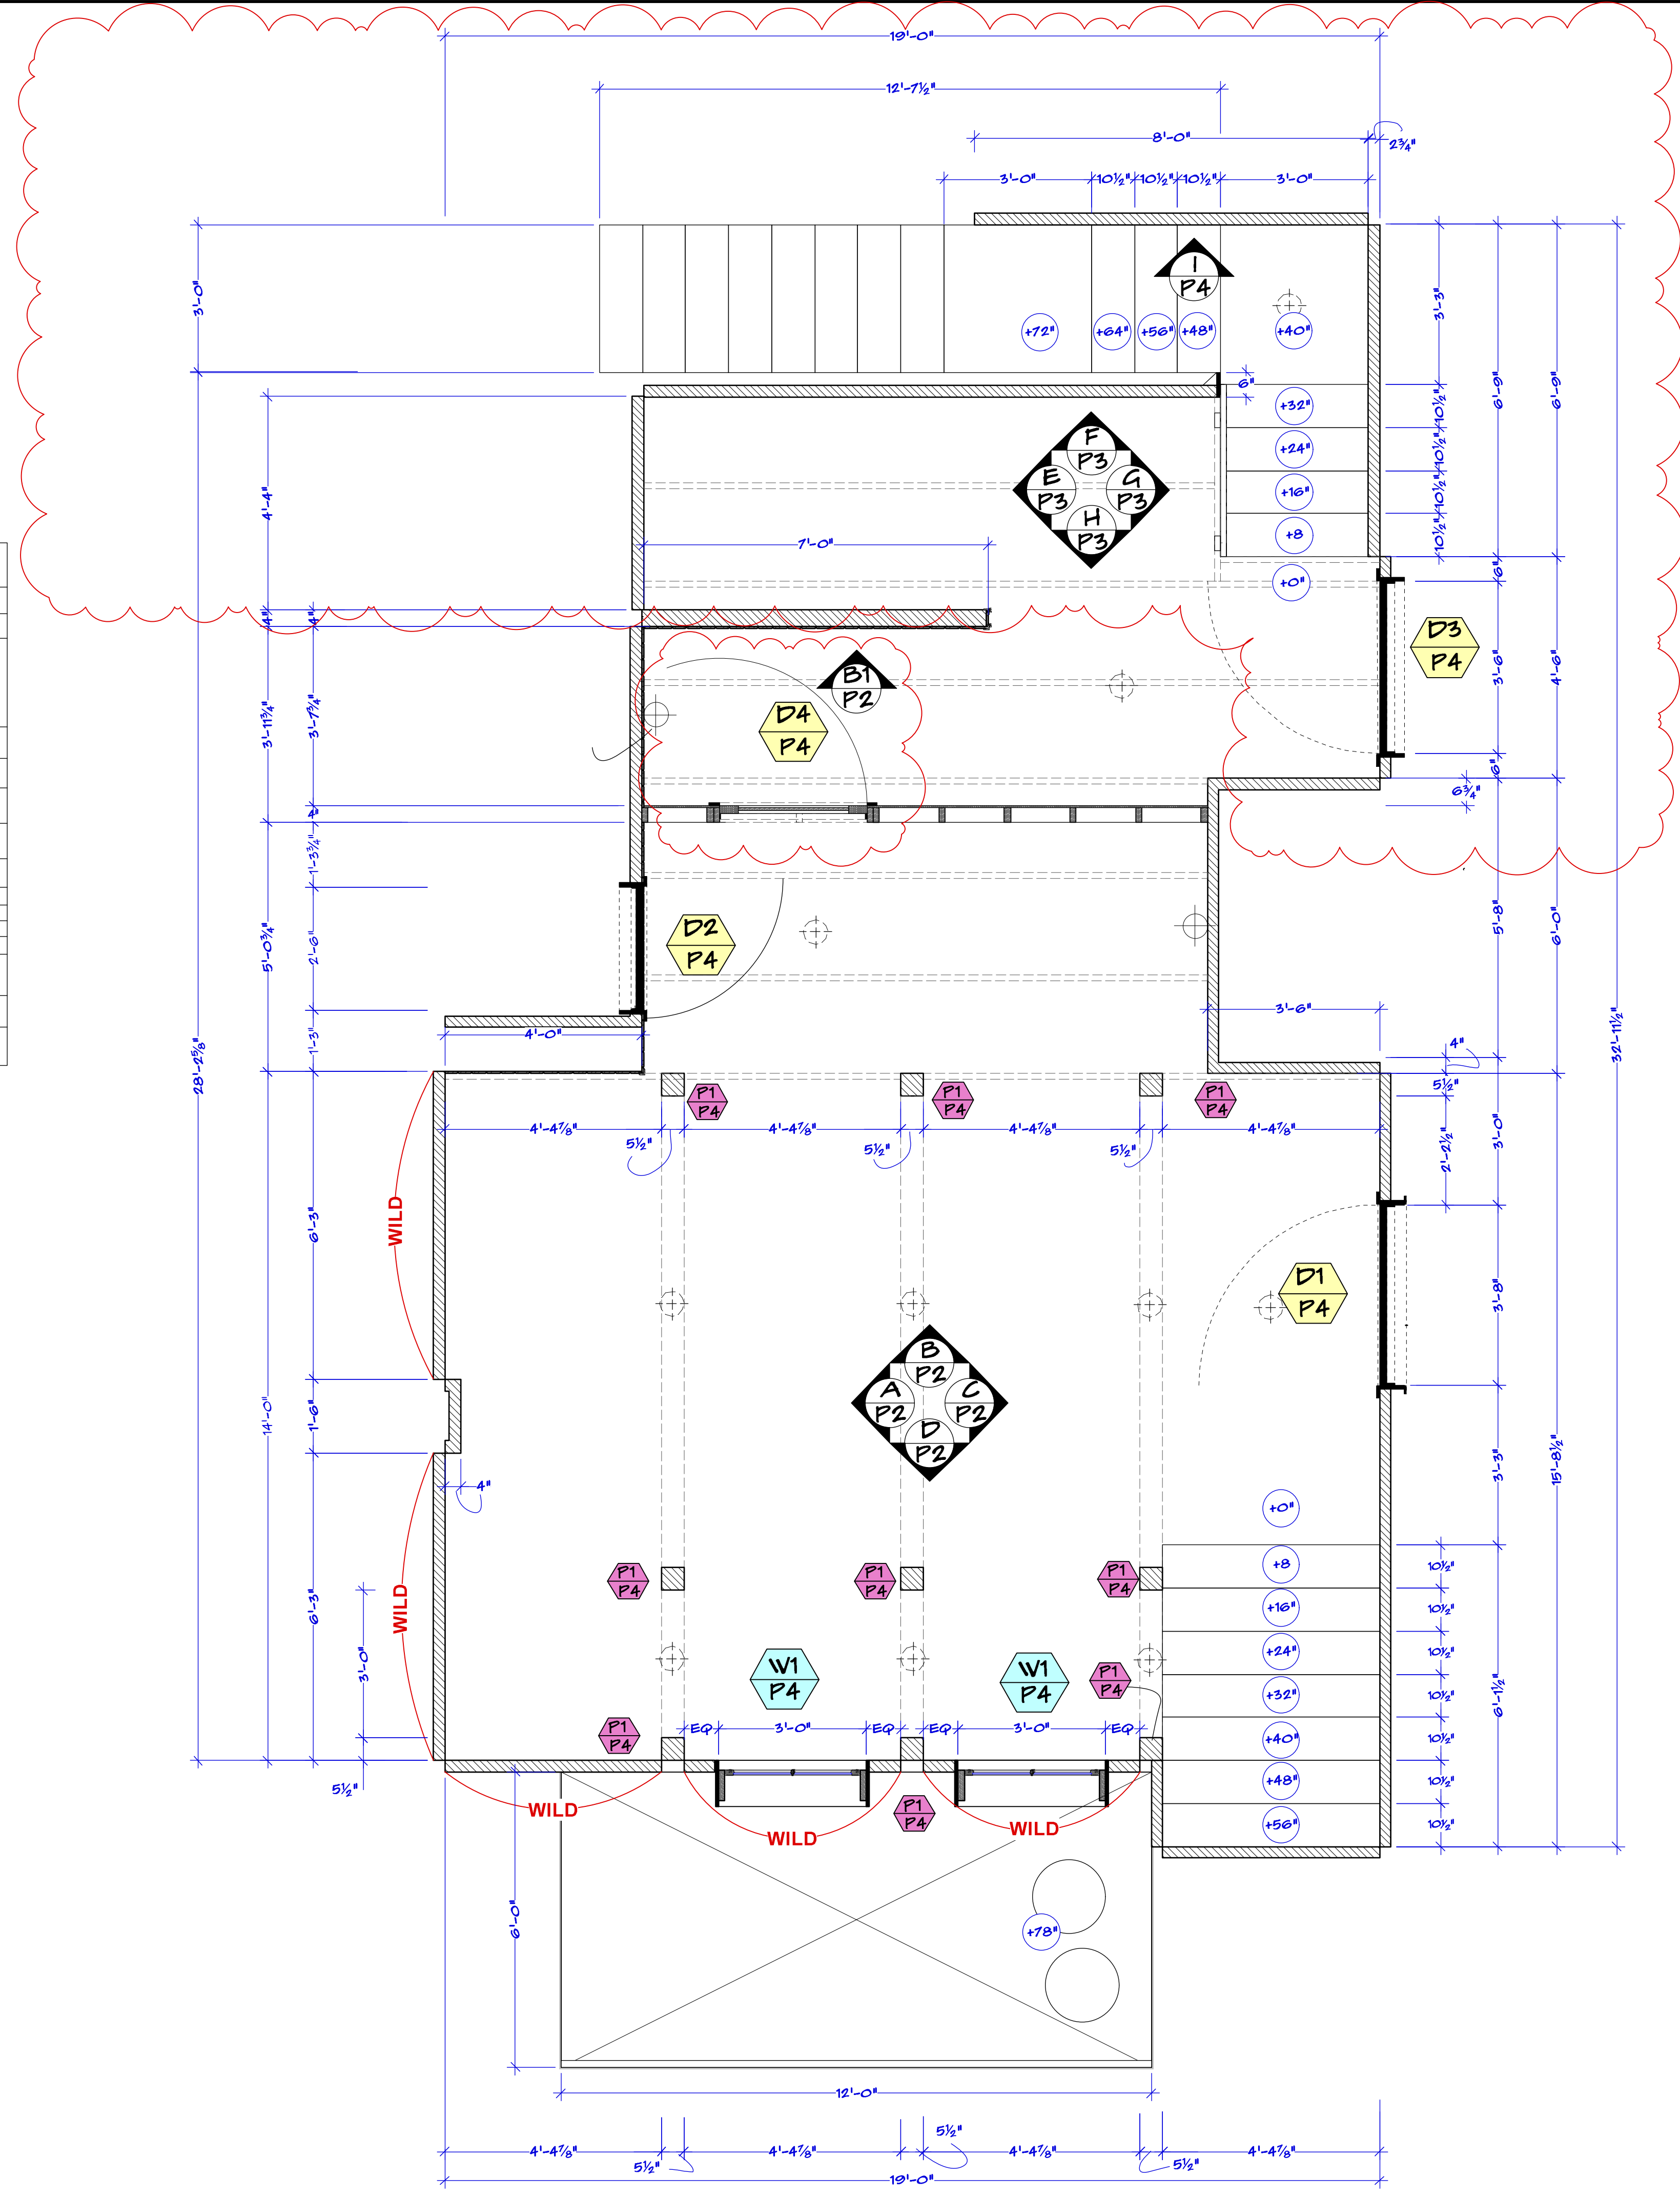 19'-0"
12'-7½"
8'-0"
2¾"
3'-0" 10½" 10½" 10½" 3'-0"
I
P4
3'-0"
3'-3"
+72" +64" +56" +48" +40"
6"
6'-9"
6'-9"
+32"
10½"
+24"
10½"
+16"
10½"
+8
10½"
+0"
6"
F
P3
E
P3
G
P3
H
P3
4'-4"
7'-0"
4"
4"
D3
P4
3'-6"
4'-6"
B1
P2
D4
P4
3'-11¾"
3'-7¾"
6"
6¾"
4"
1'-3¾"
D2
P4
5'-0¾"
2'-6"
5'-8"
6'-0"
3'-6"
4'-0"
1'-3"
28'-2⅝"
32'-11½"
4"
5½"
P1
P4
P1
P4
P1
P4
4'-4⅞" 4'-4⅞" 4'-4⅞" 4'-4⅞"
5½" 5½" 5½"
2'-2½"
3'-0"
WILD
6'-3"
D1
P4
3'-8"
B
P2
A
P2
C
P2
D
P2
14'-0"
1'-6"
4"
3'-3"
15'-8½"
+0"
+8
10½"
+16"
10½"
+24"
10½"
+32"
10½"
+40"
10½"
+48"
10½"
+56"
10½"
6'-1½"
P1
P4
P1
P4
P1
P4
WILD
6'-3"
3'-0"
5½"
W1
P4
W1
P4
P1
P4
P1
P4
EQ 3'-0" EQ EQ 3'-0" EQ
WILD
WILD
WILD
P1
P4
6'-0"
+78"
12'-0"
4'-4⅞" 4'-4⅞" 4'-4⅞" 4'-4⅞"
5½" 5½" 5½"
19'-0"